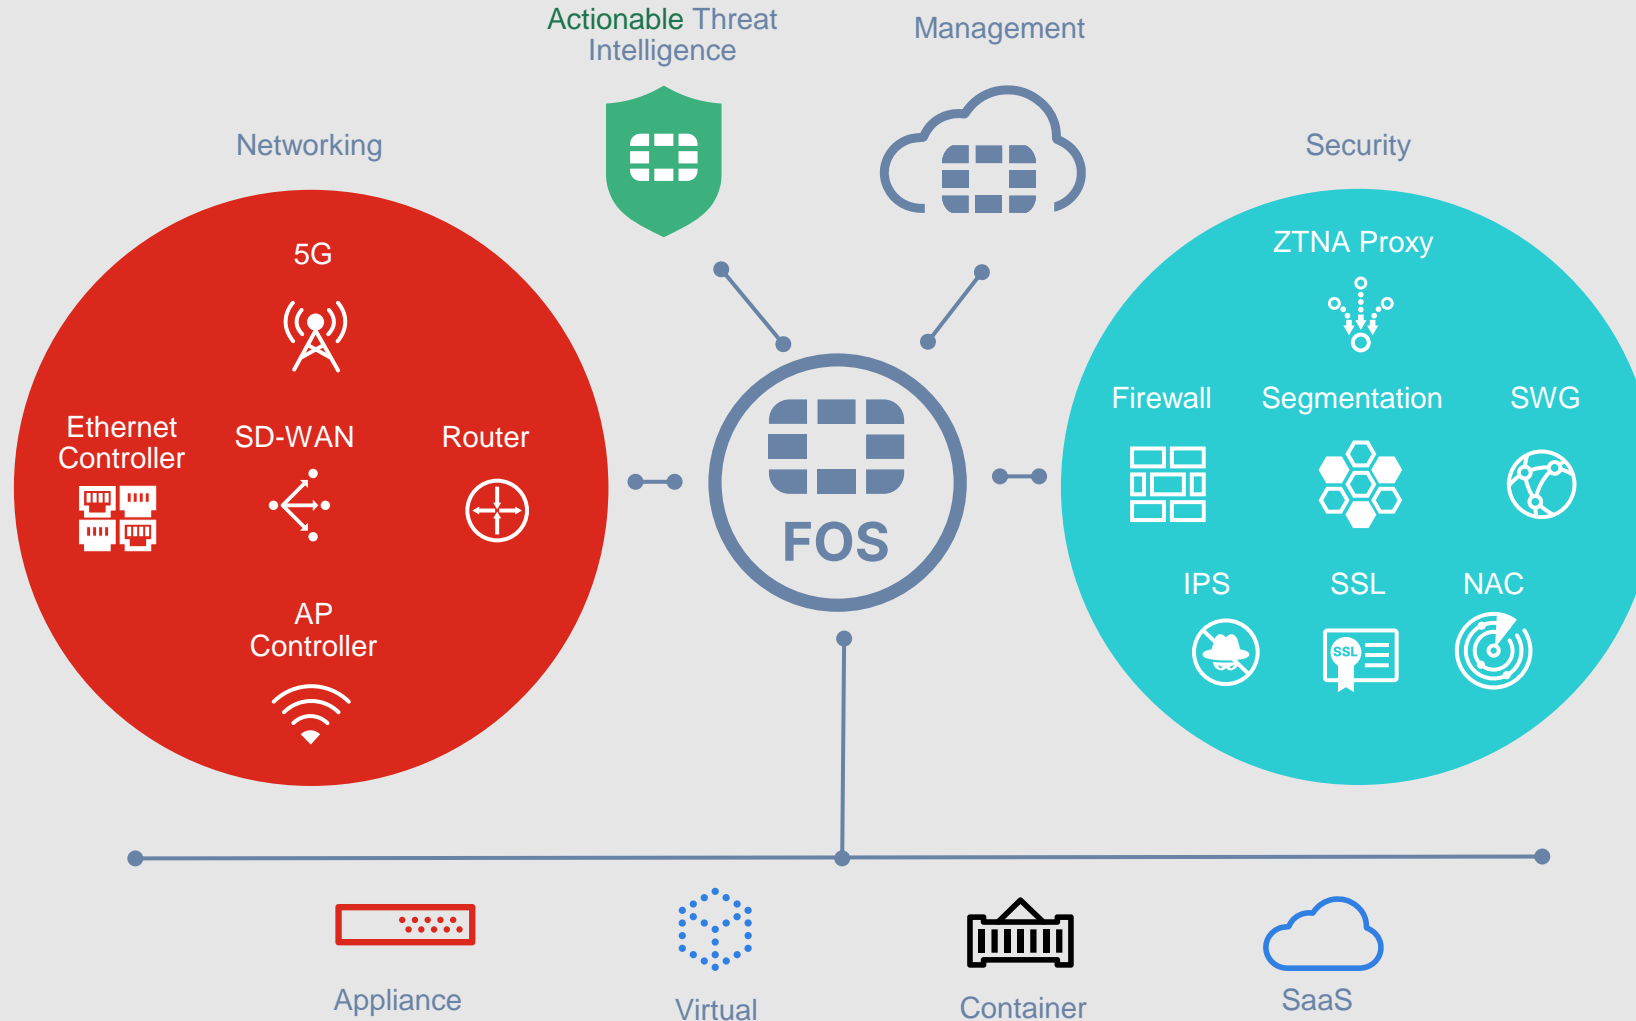 Actionable Threat
Intelligence
Management
Networking
Security
5G
Ethernet
Controller
SD-WAN
Router
AP
Controller
FOS
ZTNA Proxy
Firewall
Segmentation
SWG
IPS
SSL
NAC
SSL
Appliance
Virtual
Container
SaaS